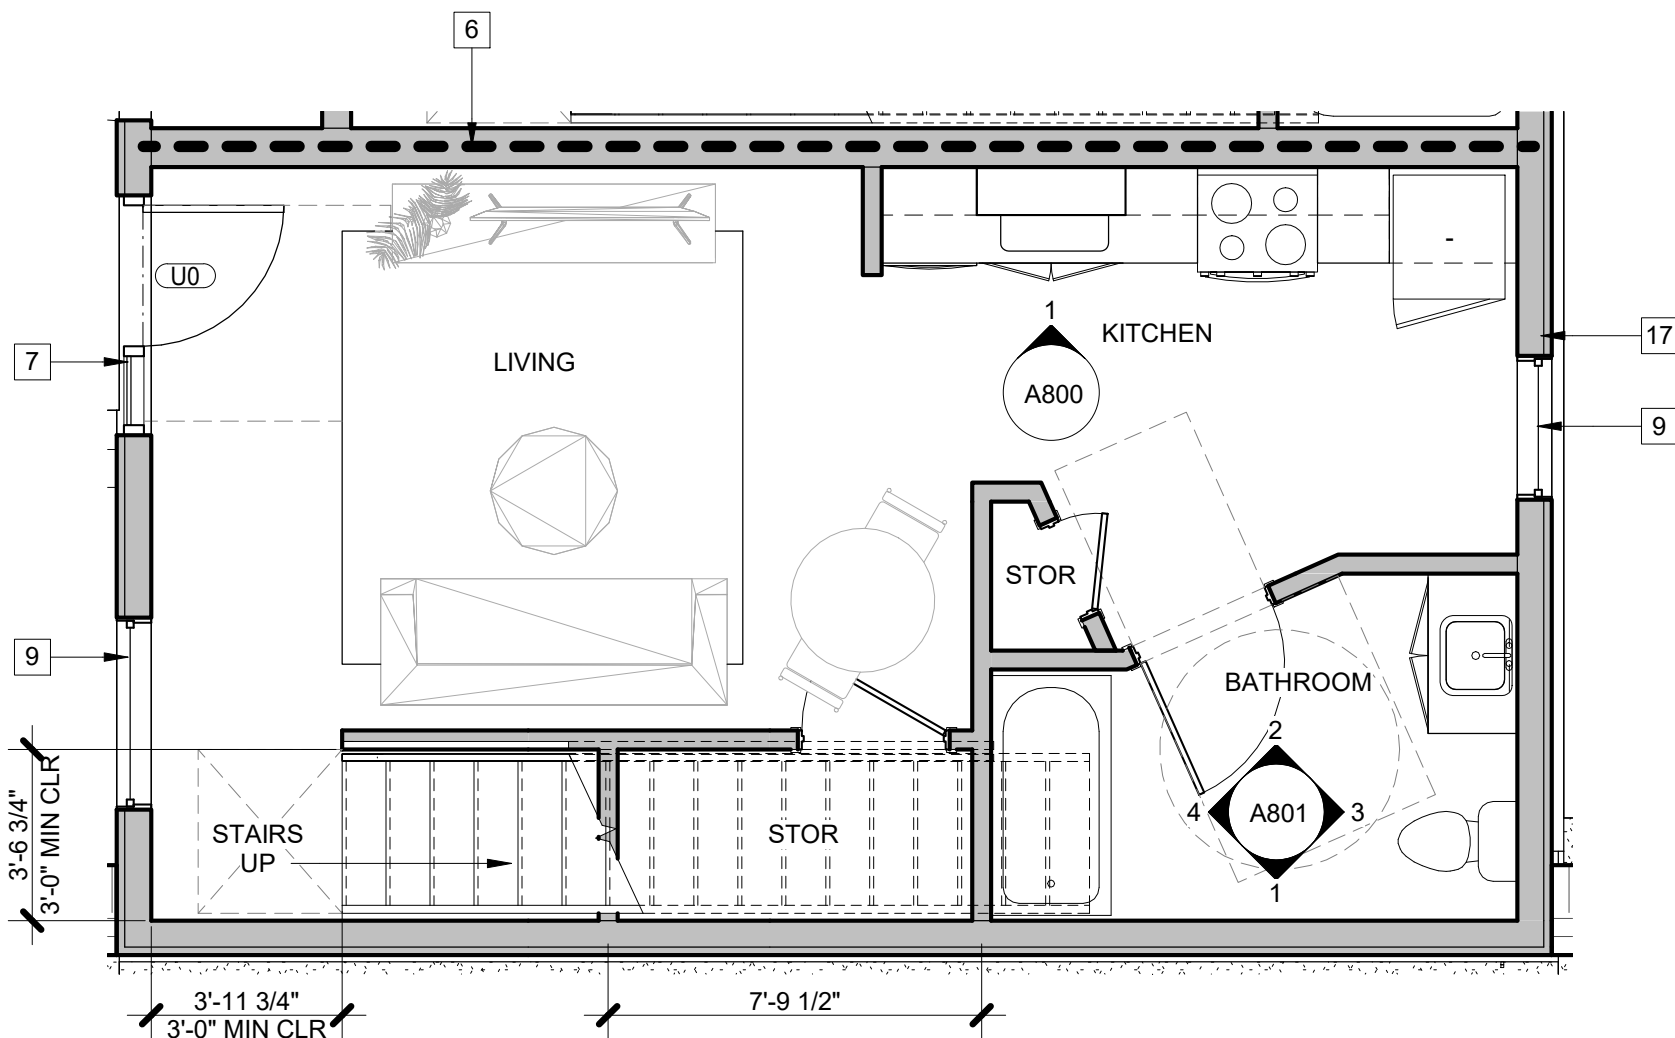 6
U0
7
LIVING
1
KITCHEN
17
A800
9
STOR
9
BATHROOM
2
4
A801
3
1
STAIRS
UP
STOR
3'-6 3/4"
3'-0" MIN CLR
3'-11 3/4"
3'-0" MIN CLR
7'-9 1/2"